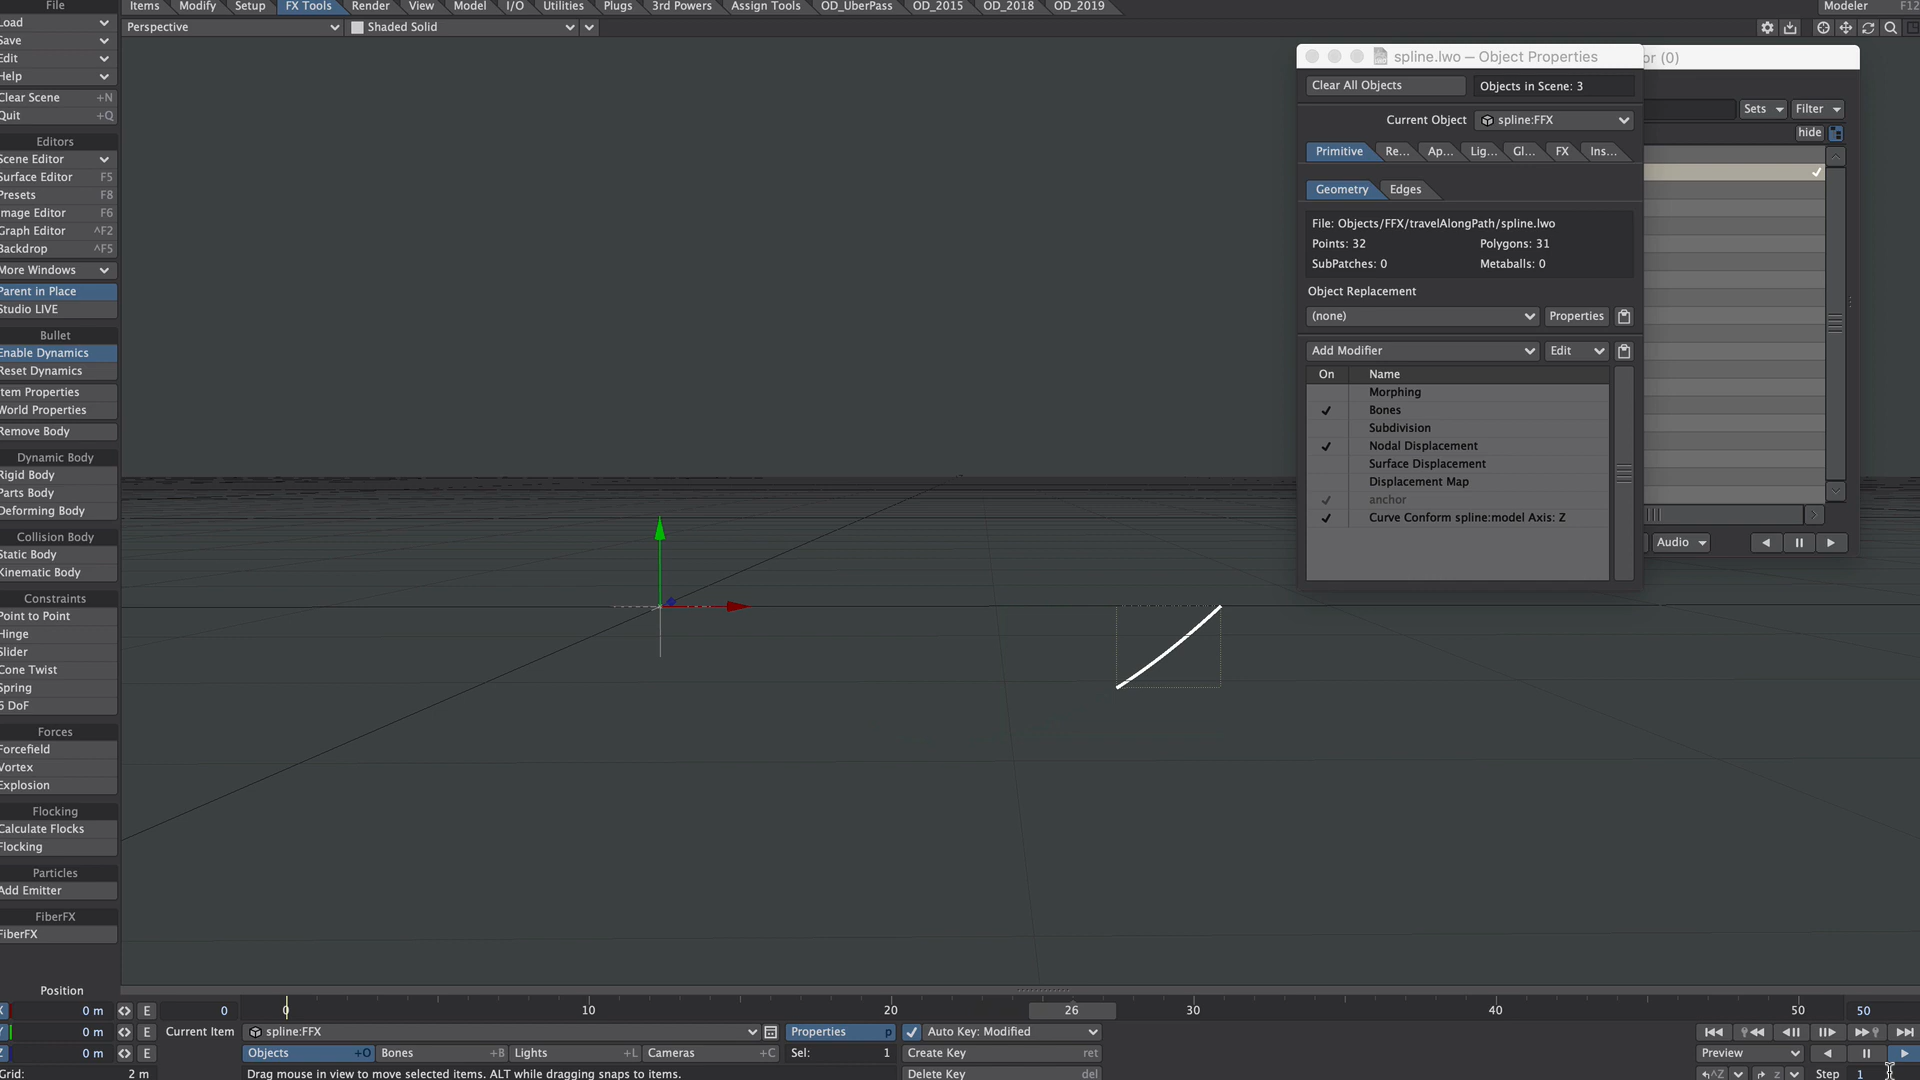 File Items Modify Setup FX Tools Render View Model I/O Utilities Plugs 3rd Powers Assign Tools OD_UberPass OD_2015 OD_2018 OD_2019 Modeler F12
Load
Save
Edit
Help
Clear Scene +N
Quit +Q
Editors
Scene Editor
Surface Editor F5
Presets F8
Image Editor F6
Graph Editor ^F2
Backdrop ^F5
More Windows
Parent in Place
Studio LIVE
Bullet
Enable Dynamics
Reset Dynamics
Item Properties
World Properties
Remove Body
Dynamic Body
Rigid Body
Parts Body
Deforming Body
Collision Body
Static Body
Kinematic Body
Constraints
Point to Point
Hinge
Slider
Cone Twist
Spring
6 DoF
Forces
Forcefield
Vortex
Explosion
Flocking
Calculate Flocks
Flocking
Particles
Add Emitter
FiberFX
FiberFX
Perspective Shaded Solid
spline.lwo — Object Properties
or (0)
Clear All Objects Objects in Scene: 3
Current Object spline:FFX
Sets Filter
hide
Primitive Re... Ap... Lig... Gl... FX Ins...
Geometry Edges
File: Objects/FFX/travelAlongPath/spline.lwo
Points: 32 Polygons: 31
SubPatches: 0 Metaballs: 0
Object Replacement
(none) Properties
Add Modifier Edit
On Name
Morphing
Bones
Subdivision
Nodal Displacement
Surface Displacement
Displacement Map
anchor
Curve Conform spline:model Axis: Z
Audio
Position
X 0 m E 0 0 10 20 26 30 40 50 50
Y 0 m E Current Item spline:FFX Properties p Auto Key: Modified
Z 0 m E Objects +O Bones +B Lights +L Cameras +C Sel: 1 Create Key ret Preview
Grid: 2 m Drag mouse in view to move selected items. ALT while dragging snaps to items. Delete Key del ^Z z Step 1